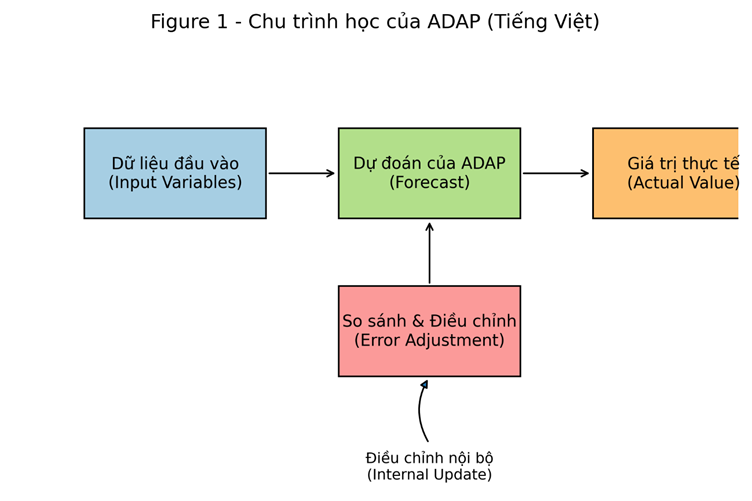 Figure 1 - Chu trình học của ADAP (Tiếng Việt)
Dữ liệu đầu vào
(Input Variables)
Dự đoán của ADAP
(Forecast)
Giá trị thực tế
(Actual Value)
So sánh & Điều chỉnh
(Error Adjustment)
Điều chỉnh nội bộ
(Internal Update)